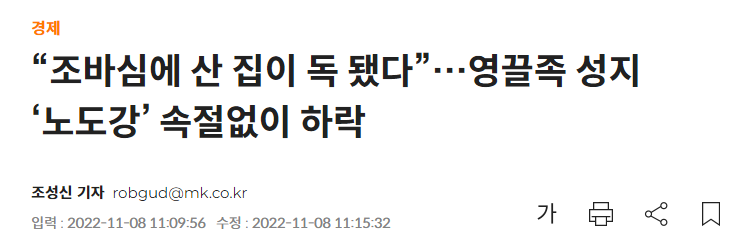 경제
“조바심에 산 집이 독 됐다”…영끌족 성지
‘노도강’ 속절없이 하락
조성신 기자 robgud@mk.co.kr
입력 : 2022-11-08 11:09:56 수정 : 2022-11-08 11:15:32
가